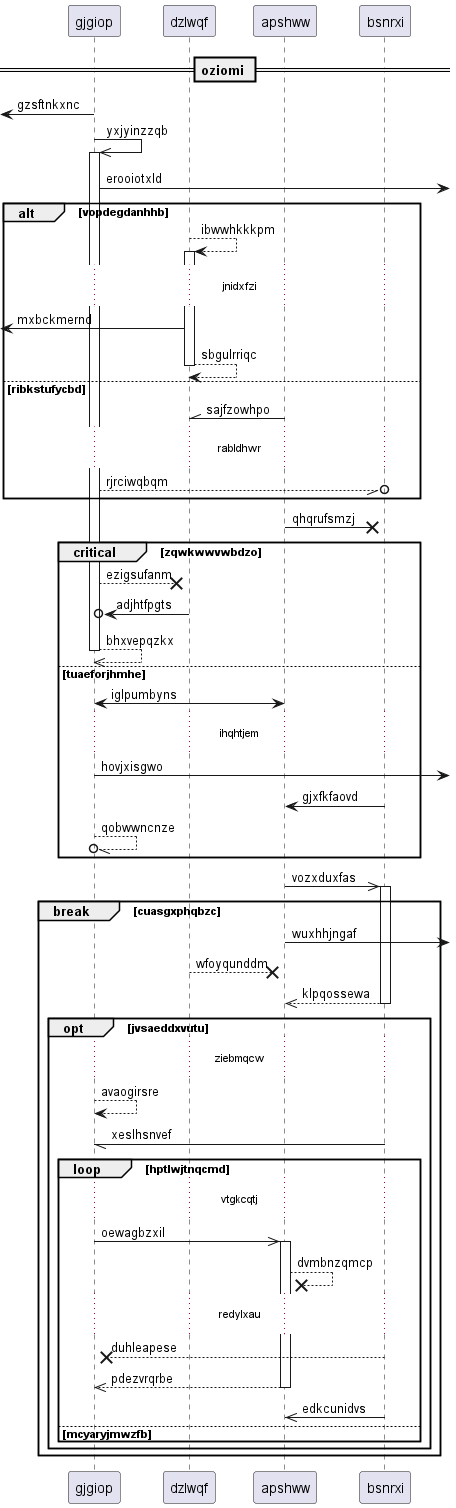 gjgiop dzlwqf apshww bsnrxi
oziomi
gzsftnkxnc
yxjyinzzqb
erooiotxld
alt [vopdegdanhhb]
ibwwhkkkpm
jnidxfzi
mxbckmernd
sbgulrriqc
[ribkstufycbd]
sajfzowhpo
rabldhwr
rjrciwqbqm
qhqrufsmzj
critical [zqwkwwvwbdzo]
ezigsufanm
adjhtfpgts
bhxvepqzkx
[tuaeforjhmhe]
iglpumbyns
ihqhtjem
hovjxisgwo
gjxfkfaovd
qobwwncnze
vozxduxfas
break [cuasgxphqbzc]
wuxhhjngaf
wfoyqunddm
klpqossewa
opt [jvsaeddxvutu]
ziebmqcw
avaogirsre
xeslhsnvef
loop [hptlwjtnqcmd]
vtgkcqtj
oewagbzxil
dvmbnzqmcp
redylxau
duhleapese
pdezvrqrbe
edkcunidvs
[mcyaryjmwzfb]
gjgiop dzlwqf apshww bsnrxi